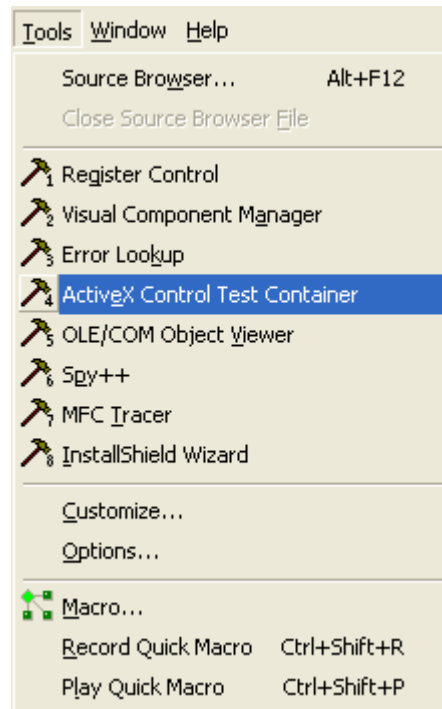 Tools Window Help
Source Browser... Alt+F12
Close Source Browser File
1 Register Control
2 Visual Component Manager
3 Error Lookup
4 ActiveX Control Test Container
5 OLE/COM Object Viewer
6 Spy++
7 MFC Tracer
8 InstallShield Wizard
Customize...
Options...
Macro...
Record Quick Macro Ctrl+Shift+R
Play Quick Macro Ctrl+Shift+P